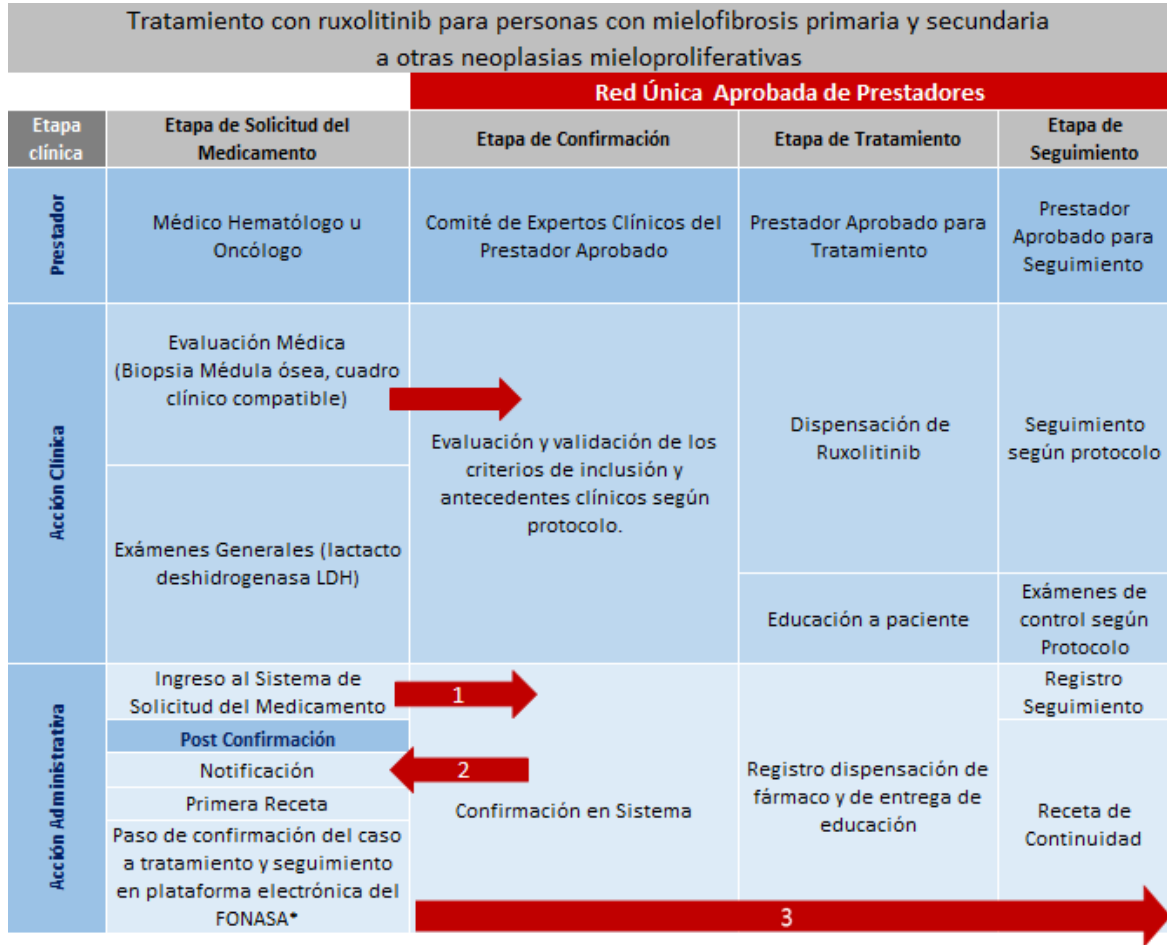 Tratamiento con ruxolitinib para personas con mielofibrosis primaria y secundaria
a otras neoplasias mieloproliferativas
Red Única Aprobada de Prestadores
Etapa
clínica
Etapa de Solicitud del
Medicamento
Etapa de Confirmación
Etapa de Tratamiento
Etapa de
Seguimiento
Prestador
Médico Hematólogo u
Oncólogo
Comité de Expertos Clínicos del
Prestador Aprobado
Prestador Aprobado para
Tratamiento
Prestador
Aprobado para
Seguimiento
Acción Clínica
Evaluación Médica
(Biopsia Médula ósea, cuadro
clínico compatible)
Exámenes Generales (lactacto
deshidrogenasa LDH)
Evaluación y validación de los
criterios de inclusión y
antecedentes clínicos según
protocolo.
Dispensación de
Ruxolitinib
Educación a paciente
Seguimiento
según protocolo
Exámenes de
control según
Protocolo
Acción Administrativa
Ingreso al Sistema de
Solicitud del Medicamento
1
Post Confirmación
Notificación
2
Primera Receta
Paso de confirmación del caso
a tratamiento y seguimiento
en plataforma electrónica del
FONASA*
Confirmación en Sistema
Registro dispensación de
fármaco y de entrega de
educación
Registro
Seguimiento
Receta de
Continuidad
3